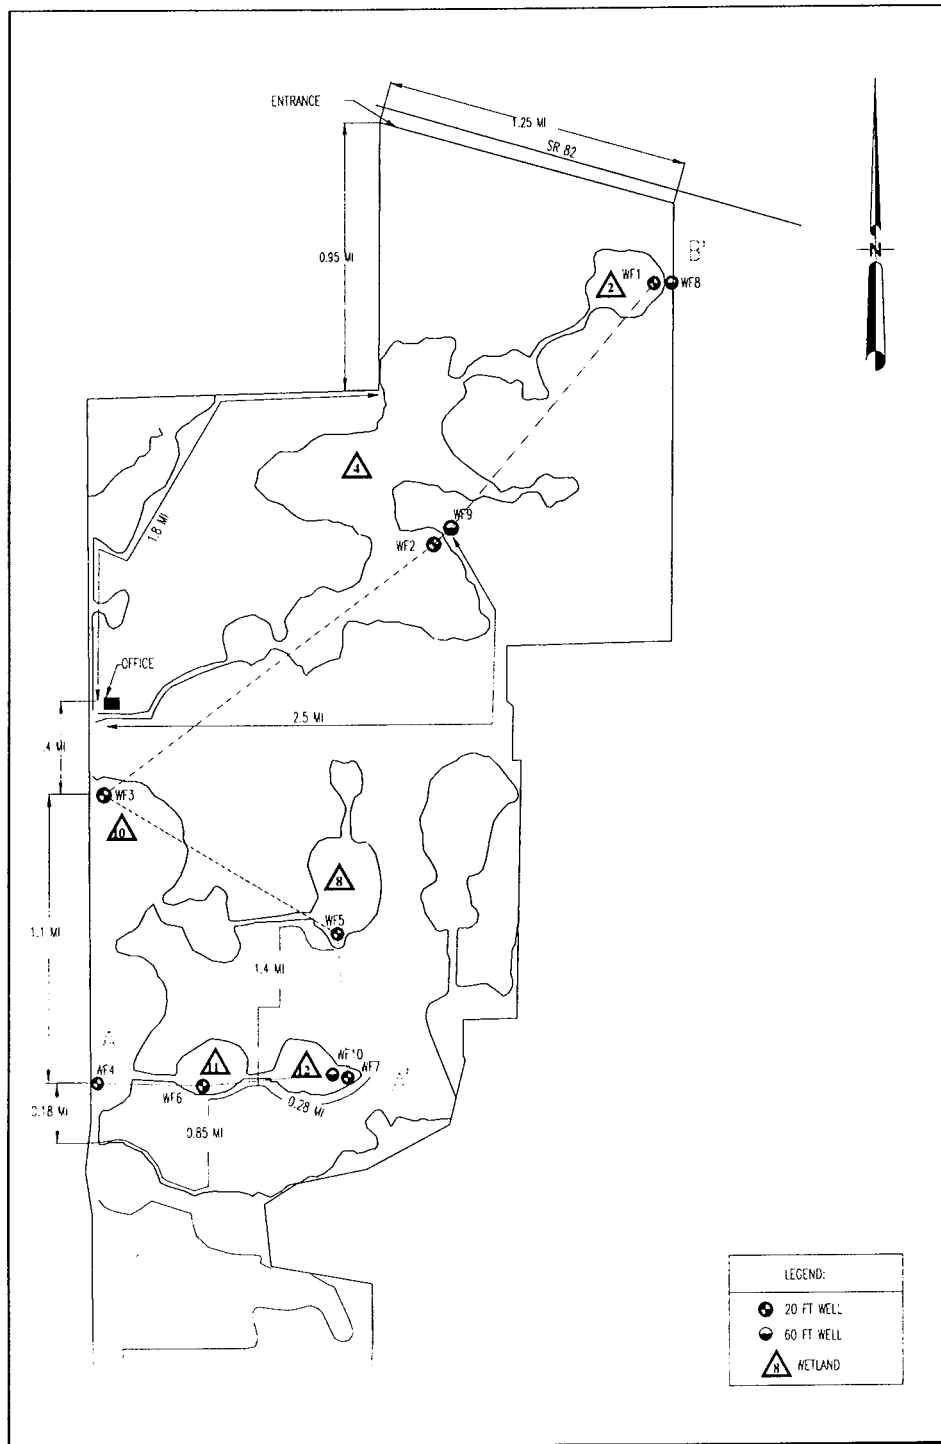 ENTRANCE
1.25 MI
SR 82
0.95 MI
N
B'
WF1
WF8
2
4
1.8 MI
WF9
WF2
OFFICE
2.5 MI
.4 MI
WF3
10
8
WF5
1.1 MI
1.4 MI
A
WF10
11
12
WF7
WF4
A'
WF6
0.28 MI
0.18 MI
0.85 MI
LEGEND:
20 FT WELL
60 FT WELL
8 WETLAND